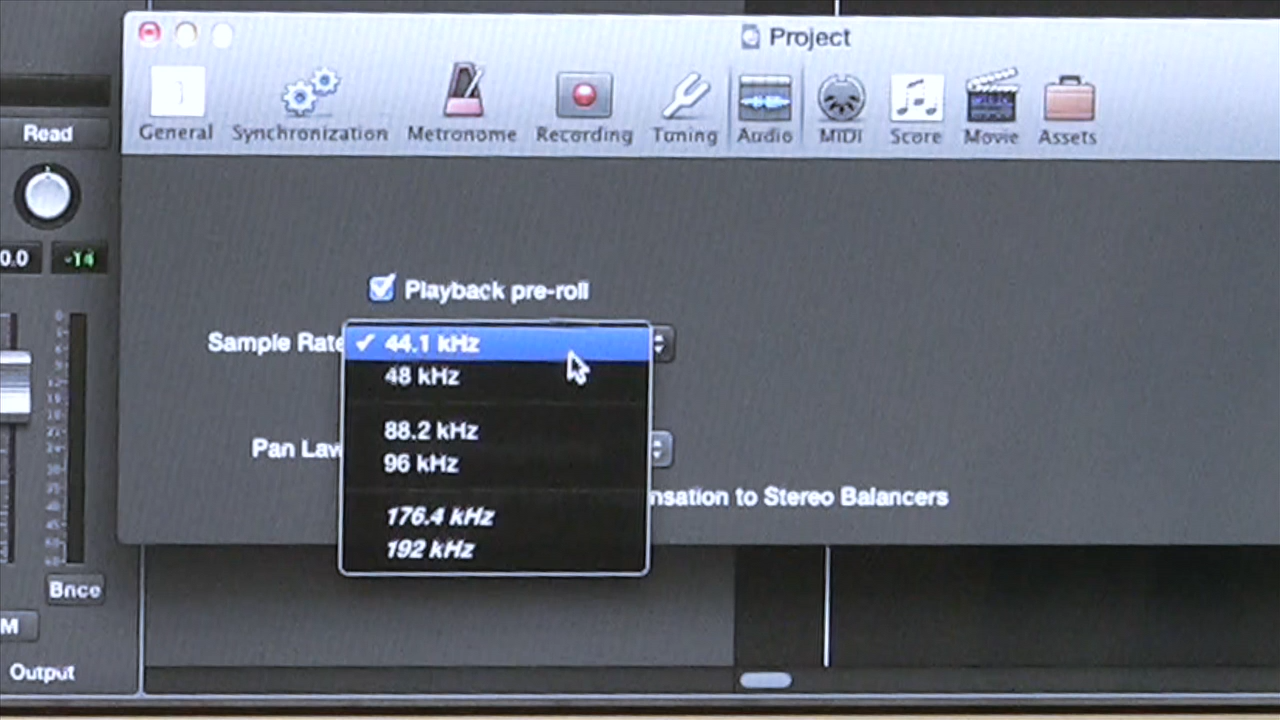 Project
General Synchronization Metronome Recording Tuning Audio MIDI Score Movie Assets
Read
0.0 -14
Playback pre-roll
Sample Rate
✓ 44.1 kHz
48 kHz
88.2 kHz
96 kHz
176.4 kHz
192 kHz
Pan Law
nsation to Stereo Balancers
Bnce
M
Output